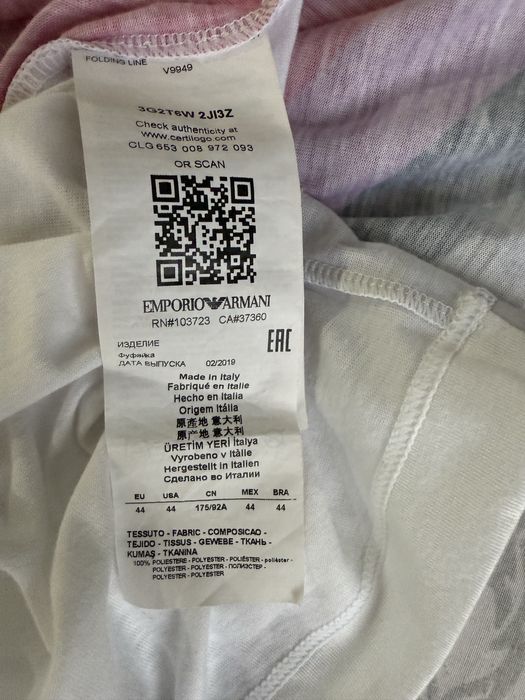 FOLDING LINE
V9949
3G2T6W 2JI3Z
Check authenticity at
www.certilogo.com
CLG 653 008 972 093
OR SCAN
EMPORIO ARMANI
RN#103723 CA#37360
ИЗДЕЛИЕ
Фуфайка
ДАТА ВЫПУСКА 02/2019
EAC
Made in Italy
Fabriqué en Italie
Hecho en Italia
Origem Itália
原產地 意大利
原产地 意大利
ÜRETİM YERİ İtalya
Vyrobeno v Itálie
Hergestellt in Italien
Сделано во Италии
EU USA CN MEX BRA
44 44 175/92A 44 44
TESSUTO - FABRIC - COMPOSICAO -
TEJIDO - TISSUS - GEWEBE - ТКАНЬ -
KUMAŞ - TKANINA
100% POLIESTERE - POLYESTER - POLIÉSTER - poliéster -
POLYESTER - POLYESTER - ПОЛИЭСТЕР -
POLYESTER - POLYESTER